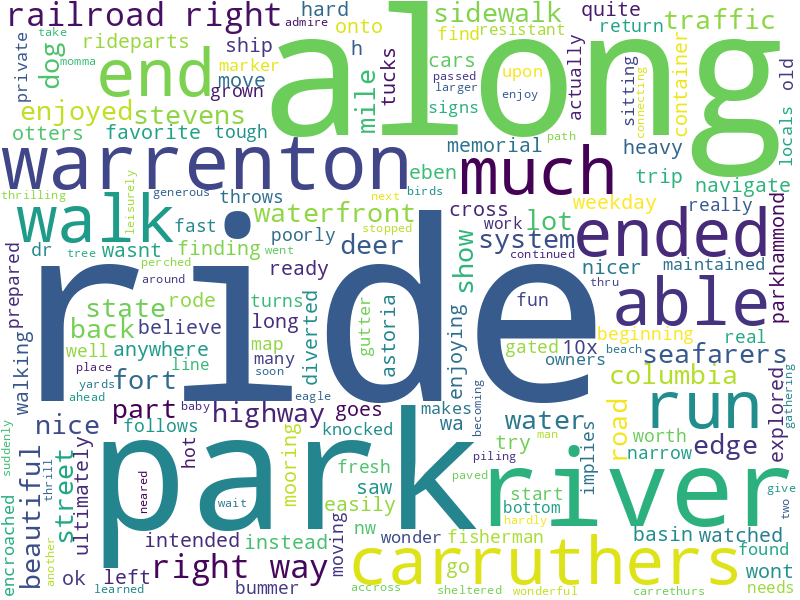 railroad right
hard
quite
sidewalk
traffic
admire
take
private
momma
dog
rideparts
end
ship
marker
move
grown
onto
h
mile
tucks
find
resistant
cars
passed
larger
enjoy
signs
upon
actually
return
sitting
connecting
container
old
locals
along
enjoyed
stevens
otters
favorite
tough
memorial
path
heavy
warrenton
thrilling
generous
leisurely
throws
eben
much
birds
next
stopped
trip
navigate
weekday
really
parkhammond
walk
fast
waterfront
cross
work
lot
ended
dr
tree
wasnt
finding
poorly
deer
system
continued
nicer
maintained
perched
went
around
ready
show
thru
prepared
state
rode
turns
long
ride
fun
able
back
believe
map
many
diverted
gutter
astoria
enjoying
beginning
real
explored
walking
well
anywhere
line
soon
gated
10x
owners
beach
seafarers
place
yards
ahead
fort
eagle
columbia
gathering
nice
part
baby
highway
goes
makes
wa
becoming
water
road
run
worth
narrow
edge
follows
knocked
try
man
implies
suddenly
beautiful
thrill
street
ultimately
hot
neared
park
mooring
fresh
saw
easily
wait
piling
start
paved
bottom
river
give
two
encroached
another
ok
left
intended
instead
moving
nw
wonder
hardly
fisherman
basin
watched
found
wont
right way
go
carruthers
needs
learned
bummer
accross
sheltered
wonderful
carrethurs